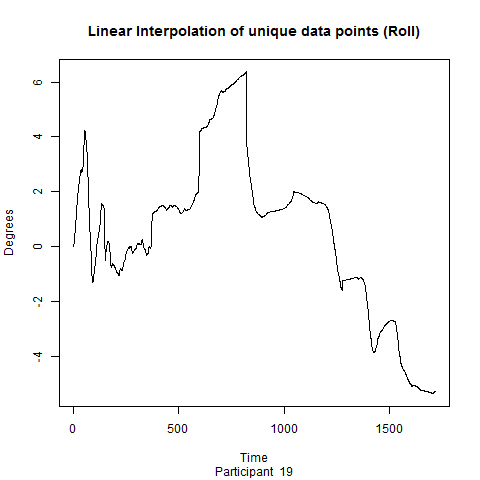 Linear Interpolation of unique data points (Roll)
Degrees
6
4
2
0
-2
-4
0 500 1000 1500
Time
Participant 19